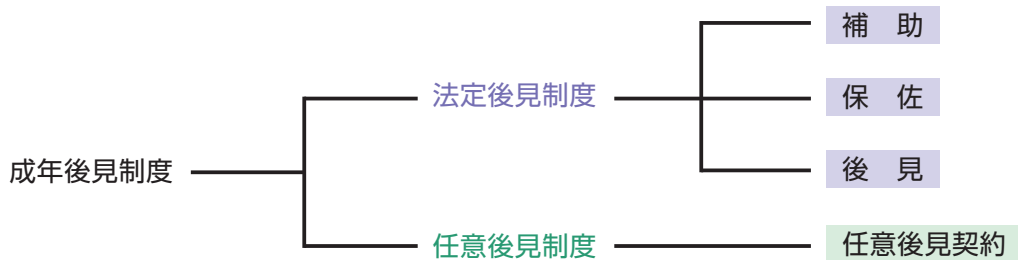 成年後見制度
法定後見制度
補　助
保　佐
後　見
任意後見制度
任意後見契約